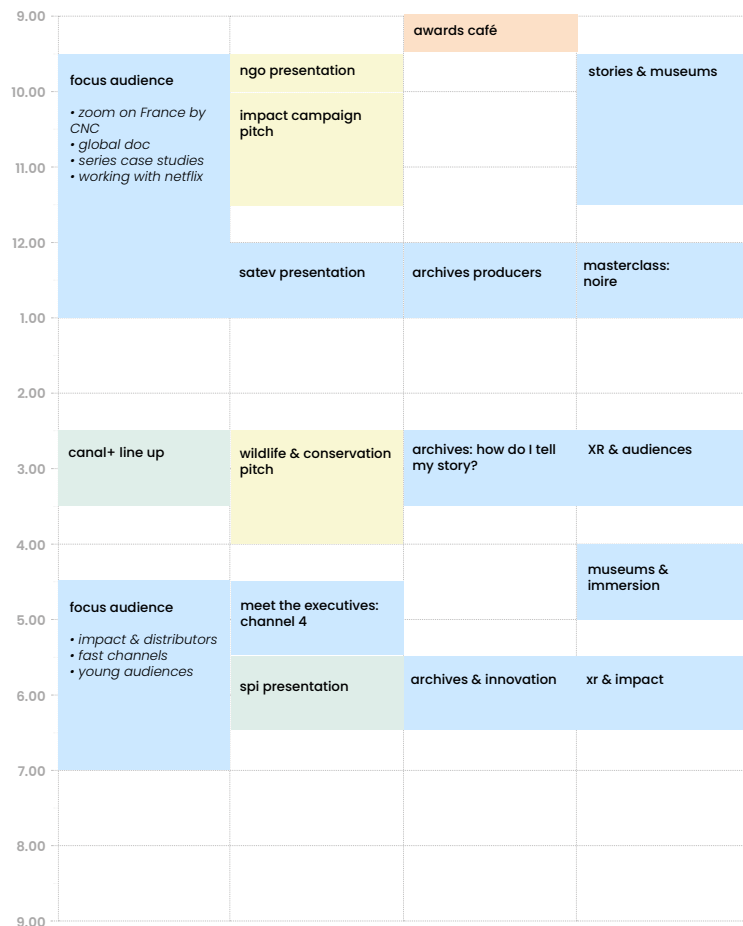 9.00
awards café
focus audience
• zoom on France by
CNC
• global doc
• series case studies
• working with netflix
ngo presentation
impact campaign
pitch
stories & museums
10.00
11.00
12.00
satev presentation
archives producers
masterclass:
noire
1.00
2.00
canal+ line up
wildlife & conservation
pitch
archives: how do I tell
my story?
XR & audiences
3.00
4.00
museums &
immersion
focus audience
• impact & distributors
• fast channels
• young audiences
meet the executives:
channel 4
5.00
spi presentation
archives & innovation
xr & impact
6.00
7.00
8.00
9.00